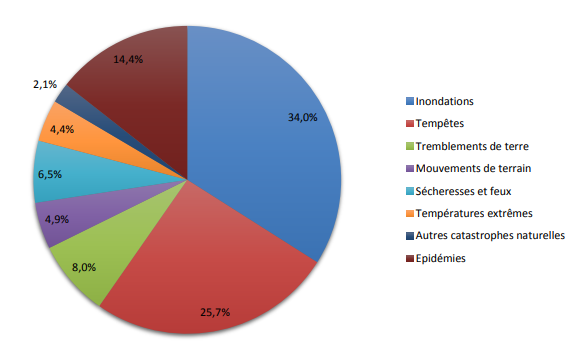 34,0%
25,7%
8,0%
4,9%
6,5%
4,4%
2,1%
14,4%
Inondations
Tempêtes
Tremblements de terre
Mouvements de terrain
Sécheresses et feux
Températures extrêmes
Autres catastrophes naturelles
Epidémies